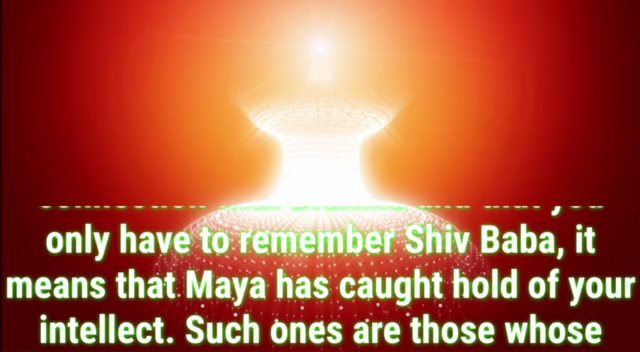 you
only have to remember Shiv Baba, it
means that Maya has caught hold of your
intellect. Such ones are those whose